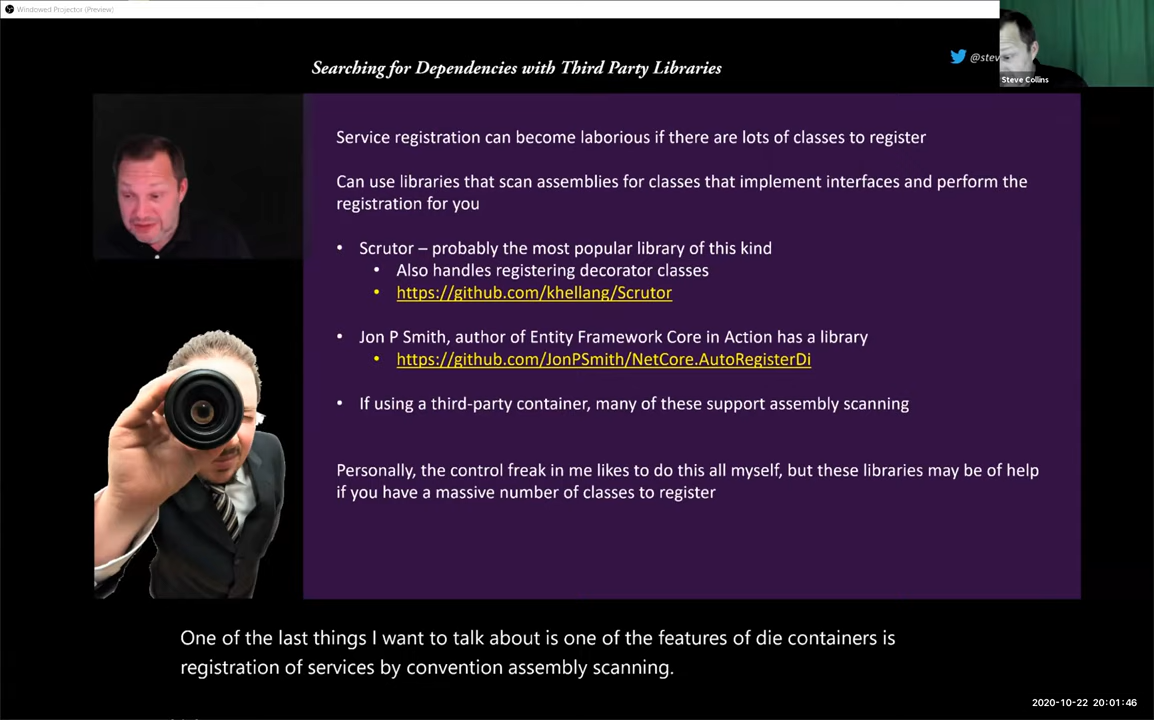 Windowed Projector (Preview)
Searching for Dependencies with Third Party Libraries
@stev
Steve Collins
Service registration can become laborious if there are lots of classes to register
Can use libraries that scan assemblies for classes that implement interfaces and perform the
registration for you
• Scrutor – probably the most popular library of this kind
• Also handles registering decorator classes
• https://github.com/khellang/Scrutor
• Jon P Smith, author of Entity Framework Core in Action has a library
• https://github.com/JonPSmith/NetCore.AutoRegisterDi
• If using a third-party container, many of these support assembly scanning
Personally, the control freak in me likes to do this all myself, but these libraries may be of help
if you have a massive number of classes to register
One of the last things I want to talk about is one of the features of die containers is
registration of services by convention assembly scanning.
2020-10-22 20:01:46